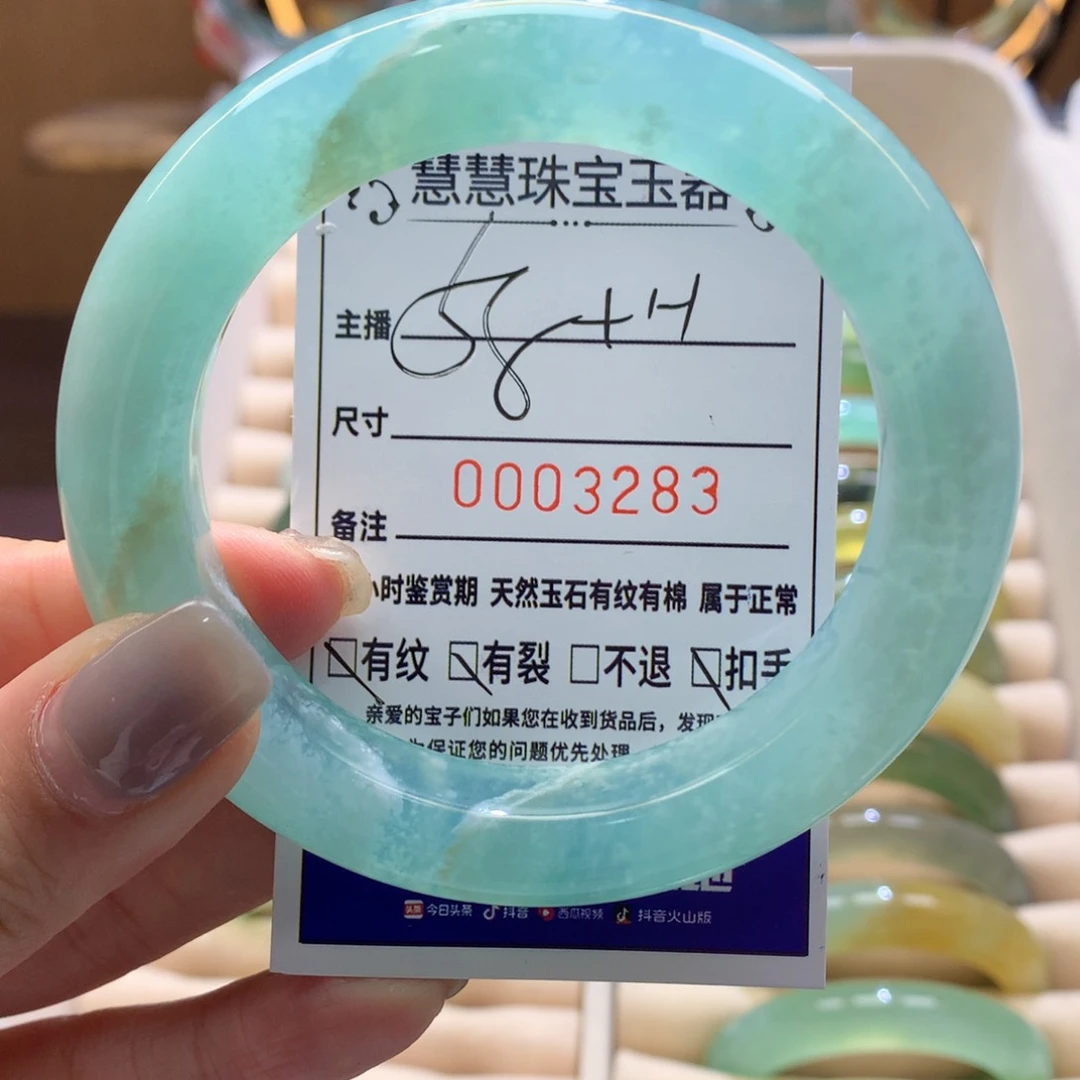 慧慧珠宝玉器
主播 58+H
尺寸
0003283
备注
小时鉴赏期 天然玉石有纹有棉 属于正常
有纹 有裂 不退 扣手
亲爱的宝子们如果您在收到货品后，发现
为保证您的问题优先处理
今日头条 抖音 西瓜视频 抖音火山版